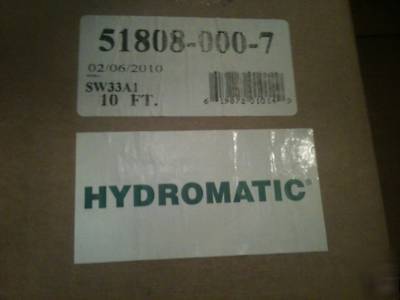 51808-000-7
02/06/2010
SW33A1
10 FT.
HYDROMATIC®